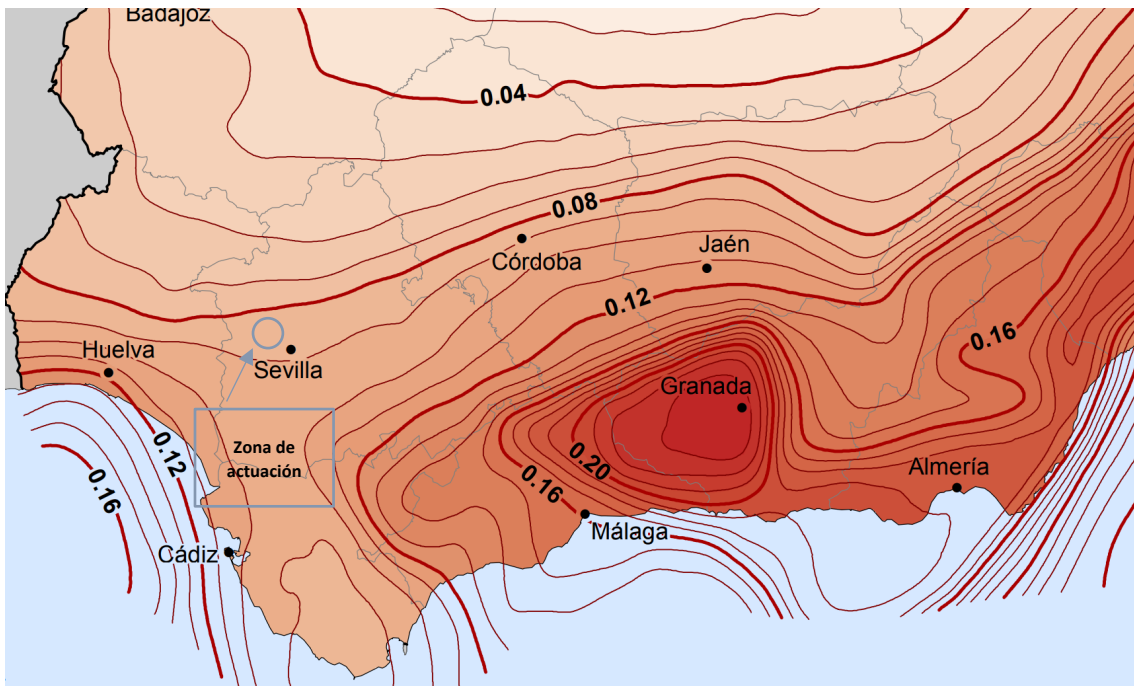 Badajoz
0.04
0.08
Córdoba
Jaén
0.12
0.16
Huelva
Sevilla
Granada
Zona de
actuación
0.12
0.16
0.20
0.16
Almería
Málaga
Cádiz